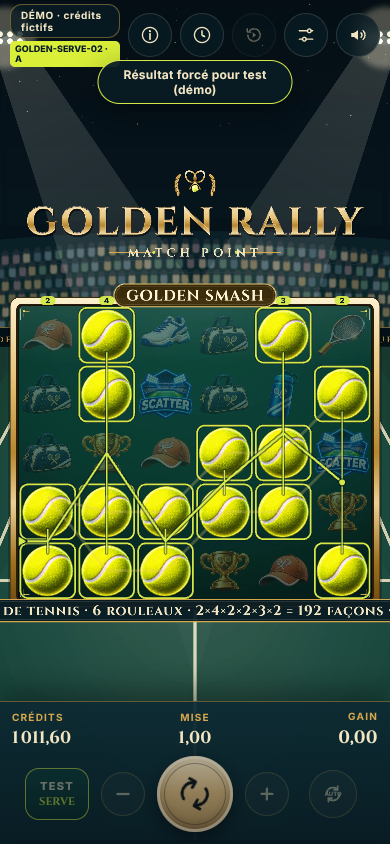 DÉMO · crédits
fictifs
GOLDEN-SERVE-02 ·
A
Résultat forcé pour test
(démo)
GOLDEN RALLY
MATCH POINT
GOLDEN SMASH
2
4
3
2
SCATTER
SCATTER
DE TENNIS · 6 ROULEAUX · 2×4×2×2×3×2 = 192 FAÇONS
CRÉDITS
MISE
GAIN
1 011,60
1,00
0,00
TEST
SERVE